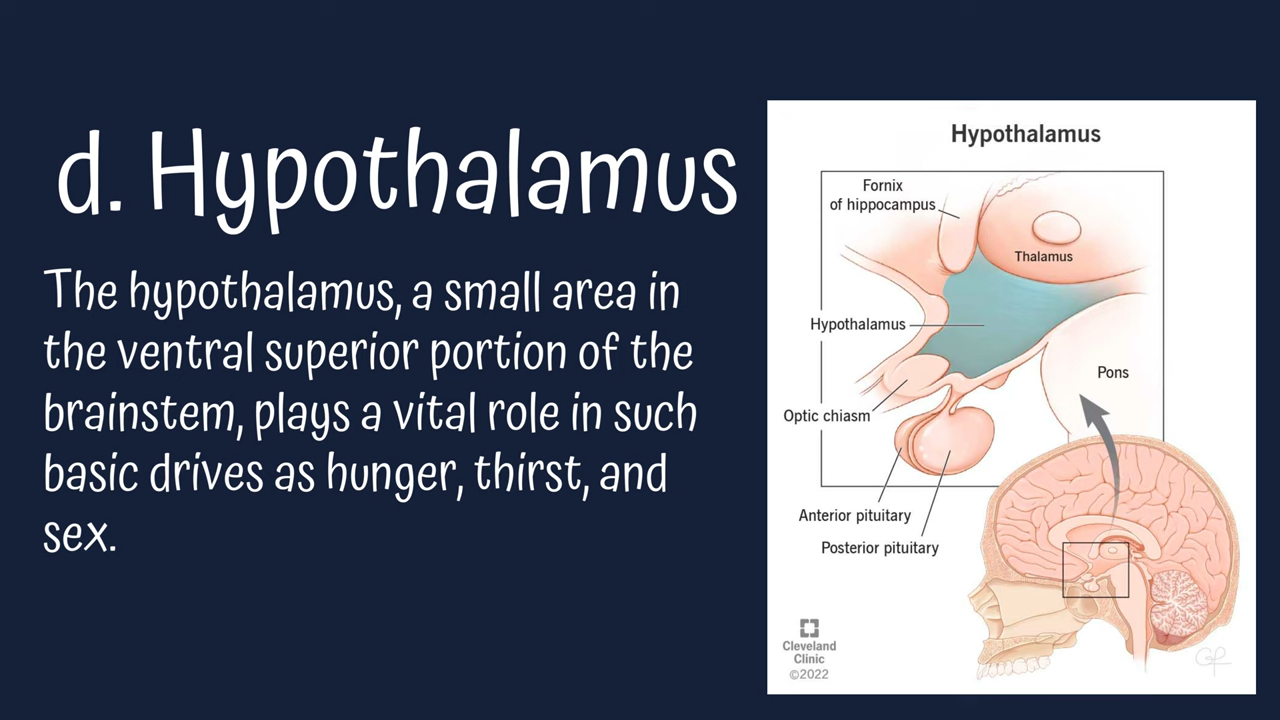 d. Hypothalamus
The hypothalamus, a small area in
the ventral superior portion of the
brainstem, plays a vital role in such
basic drives as hunger, thirst, and
sex.
Hypothalamus
Fornix
of hippocampus
Thalamus
Hypothalamus
Pons
Optic chiasm
Anterior pituitary
Posterior pituitary
Cleveland
Clinic
©2022